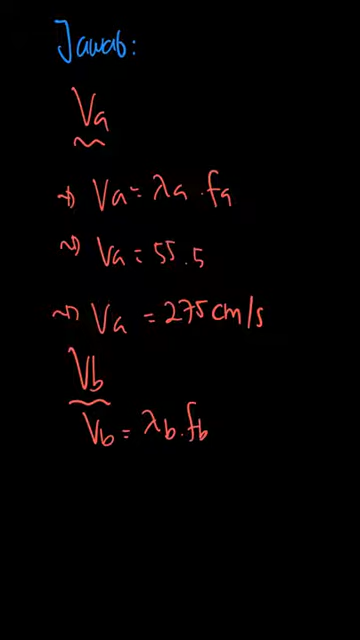 Jawab:
Va
→ Va = λa . fa
→ Va = 55 . 5
→ Va = 275 cm/s
Vb
Vb = λb . fb